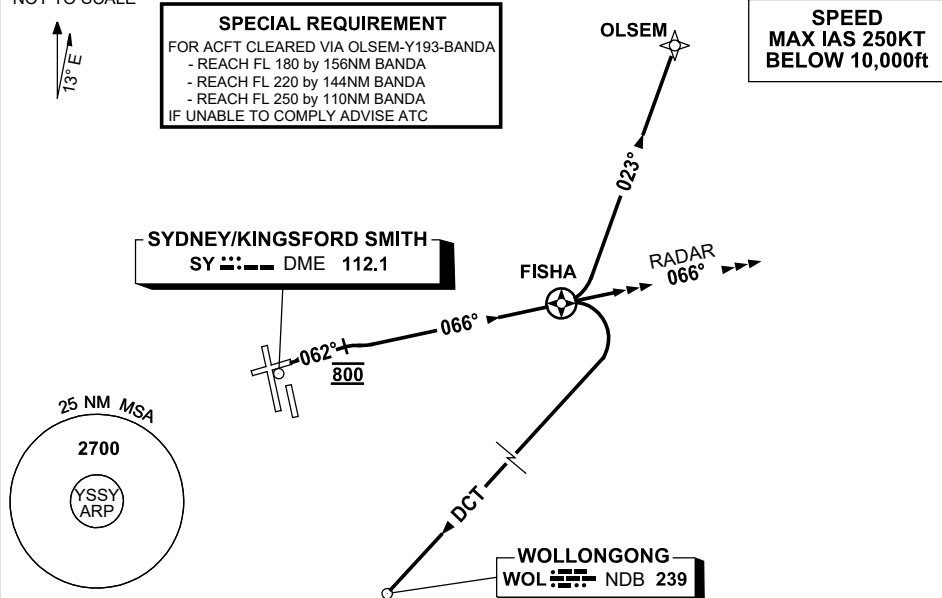 NOT TO SCALE
13° E
SPECIAL REQUIREMENT
FOR ACFT CLEARED VIA OLSEM-Y193-BANDA
- REACH FL 180 by 156NM BANDA
- REACH FL 220 by 144NM BANDA
- REACH FL 250 by 110NM BANDA
IF UNABLE TO COMPLY ADVISE ATC
SPEED
MAX IAS 250KT
BELOW 10,000ft
OLSEM
023°
SYDNEY/KINGSFORD SMITH
SY DME 112.1
FISHA
RADAR
066°
066°
062°
800
25 NM MSA
2700
YSSY
ARP
DCT
WOLLONGONG
WOL NDB 239